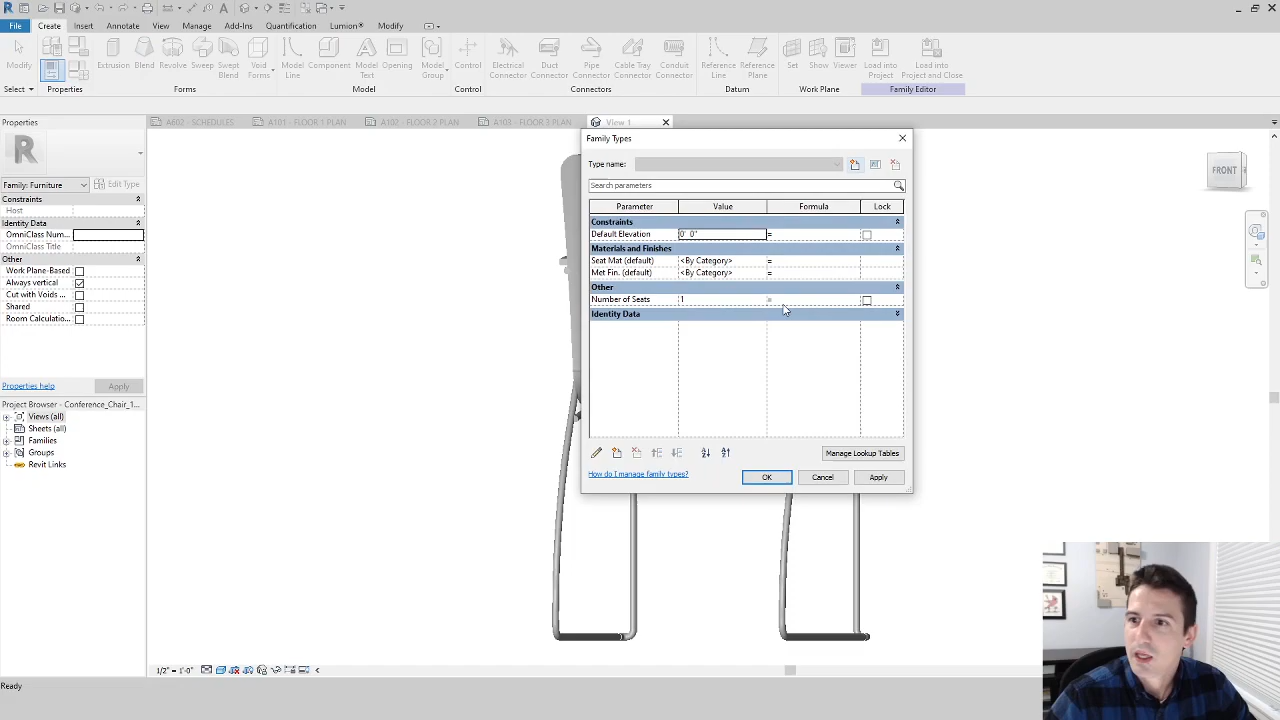 File Create Insert Annotate View Manage Add-Ins Quantification Lumion® Modify
Modify Extrusion Blend Revolve Sweep Swept Blend Void Forms Model Line Component Model Text Opening Model Group Control Electrical Connector Duct Connector Pipe Connector Cable Tray Connector Conduit Connector Reference Line Reference Plane Set Show Viewer Load into Project Load into Project and Close
Select Properties Forms Model Control Connectors Datum Work Plane Family Editor
Properties
A602 - SCHEDULES A101 - FLOOR 1 PLAN A102 - FLOOR 2 PLAN A103 - FLOOR 3 PLAN View 1
Family: Furniture Edit Type
Constraints
Host
Identity Data
OmniClass Num...
OmniClass Title
Other
Work Plane-Based
Always vertical
Cut with Voids ...
Shared
Room Calculatio...
Properties help Apply
Project Browser - Conference_Chair_1...
Views (all)
Sheets (all)
Families
Groups
Revit Links
Family Types
Type name:
Search parameters
Parameter Value Formula Lock
Constraints
Default Elevation 0' 0" =
Materials and Finishes
Seat Mat (default) <By Category> =
Met Fin. (default) <By Category> =
Other
Number of Seats 1 =
Identity Data
Manage Lookup Tables
How do I manage family types?
OK Cancel Apply
FRONT
1/2" = 1'-0"
Ready